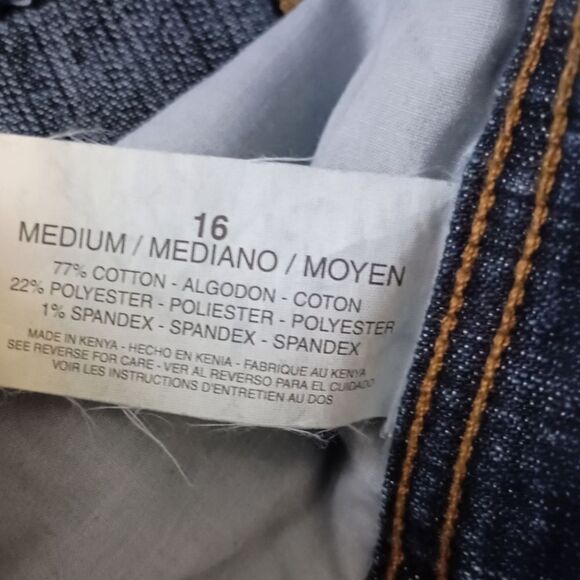 16
MEDIUM / MEDIANO / MOYEN
77% COTTON - ALGODON - COTON
22% POLYESTER - POLIESTER - POLYESTER
1% SPANDEX - SPANDEX - SPANDEX
MADE IN KENYA - HECHO EN KENIA - FABRIQUE AU KENYA
SEE REVERSE FOR CARE - VER AL REVERSO PARA EL CUIDADO
VOIR LES INSTRUCTIONS D'ENTRETIEN AU DOS